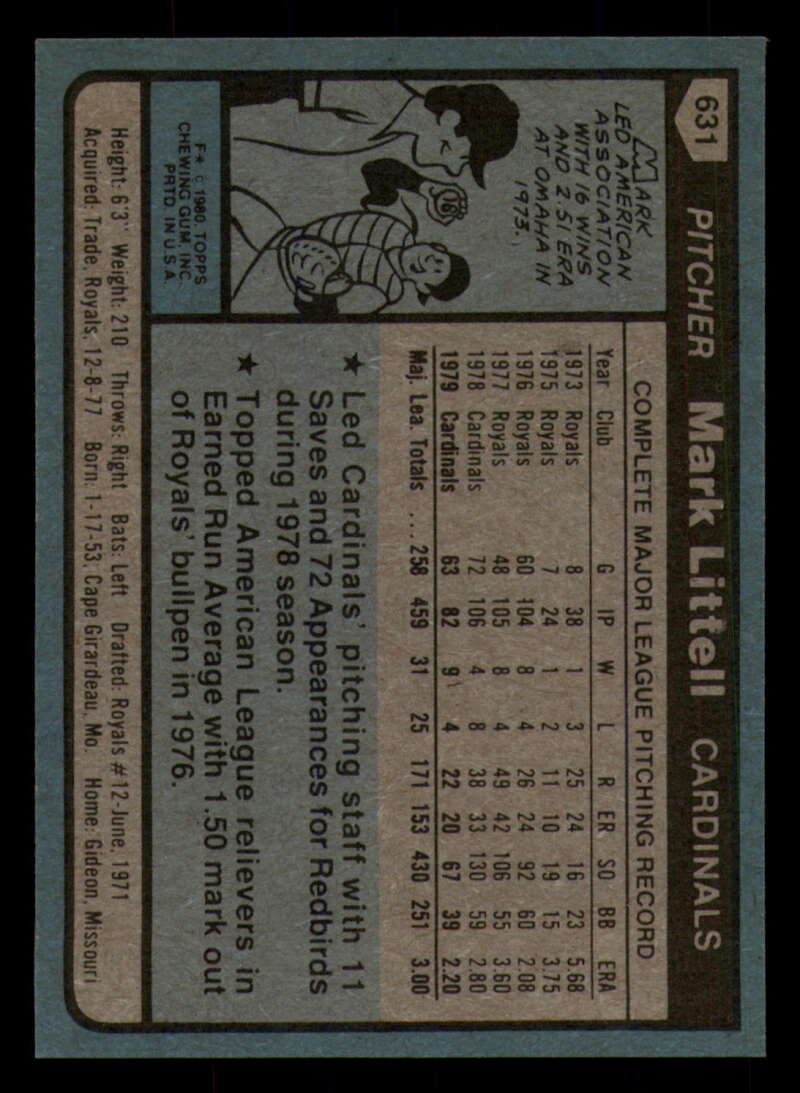 631 PITCHER Mark Littell CARDINALS
MARK
LED AMERICAN
ASSOCIATION
WITH 16 WINS
AND 2.51 ERA
AT OMAHA IN
1973.
16
F* © 1980 TOPPS
CHEWING GUM, INC.
PRTD. IN U.S.A.
COMPLETE MAJOR LEAGUE PITCHING RECORD
Year Club G IP W L R ER SO BB ERA
1973 Royals 8 38 1 3 25 24 16 23 5.68
1975 Royals 7 24 1 2 11 10 19 15 3.75
1976 Royals 60 104 8 4 26 24 92 60 2.08
1977 Royals 48 105 8 4 49 42 106 55 3.60
1978 Cardinals 72 106 4 8 38 33 130 59 2.80
1979 Cardinals 63 82 9 4 22 20 67 39 2.20
Maj. Lea. Totals ... 258 459 31 25 171 153 430 251 3.00
★ Led Cardinals' pitching staff with 11
Saves and 72 Appearances for Redbirds
during 1978 season.
★ Topped American League relievers in
Earned Run Average with 1.50 mark out
of Royals' bullpen in 1976.
Height: 6'3" Weight: 210 Throws: Right Bats: Left Drafted: Royals #12-June, 1971
Acquired: Trade, Royals, 12-8-77 Born: 1-17-53, Cape Girardeau, Mo. Home: Gideon, Missouri